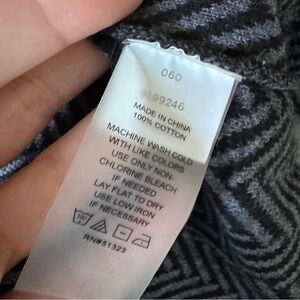 060
MADE IN CHINA
100% COTTON
MACHINE WASH COLD
WITH LIKE COLORS
USE ONLY NON-
CHLORINE BLEACH
IF NEEDED
LAY FLAT TO DRY
USE LOW IRON
IF NECESSARY
RN#51323